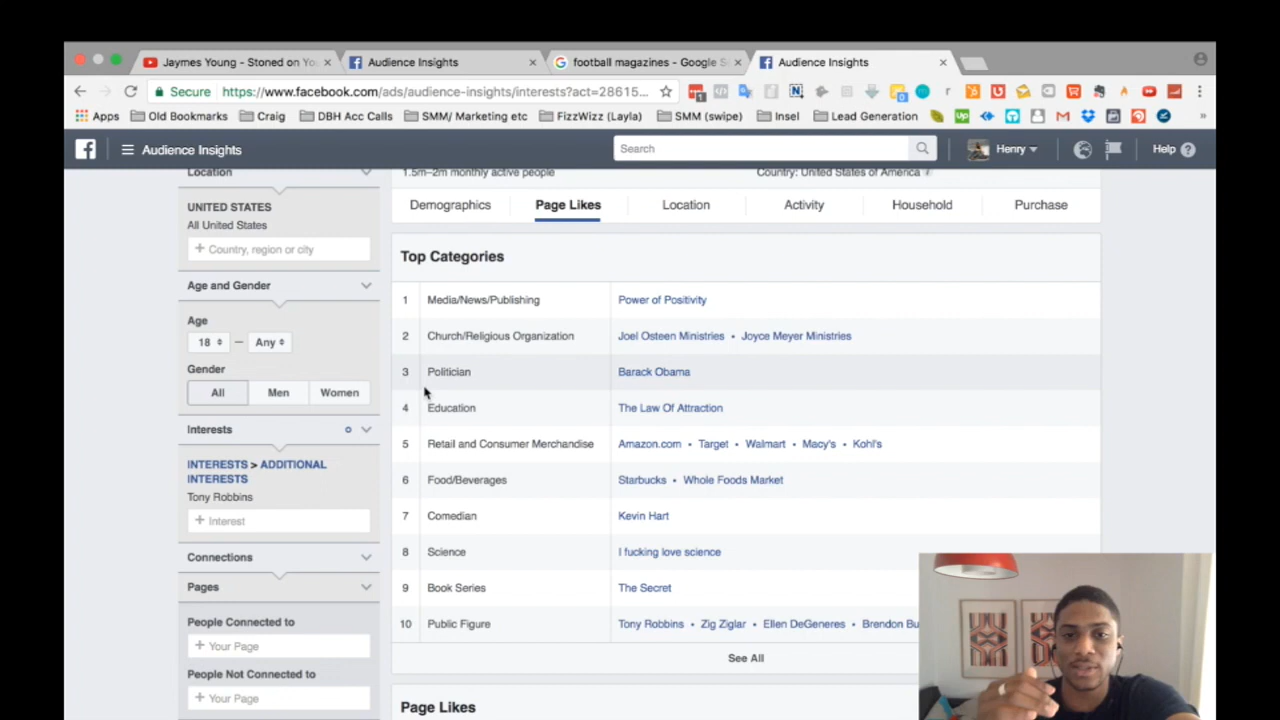 Jaymes Young - Stoned on Yo
Audience Insights
football magazines - Google S
Audience Insights
Secure
https://www.facebook.com/ads/audience-insights/interests?act=28615...
Apps
Old Bookmarks
Craig
DBH Acc Calls
SMM/ Marketing etc
FizzWizz (Layla)
SMM (swipe)
Insel
Lead Generation
Audience Insights
Search
Henry
Help
Location
1.5m–2m monthly active people
Country: United States of America
UNITED STATES
All United States
+ Country, region or city
Demographics
Page Likes
Location
Activity
Household
Purchase
Age and Gender
Age
18 – Any
Gender
All
Men
Women
Interests
INTERESTS > ADDITIONAL
INTERESTS
Tony Robbins
+ Interest
Connections
Pages
People Connected to
+ Your Page
People Not Connected to
+ Your Page
Top Categories
1 Media/News/Publishing Power of Positivity
2 Church/Religious Organization Joel Osteen Ministries • Joyce Meyer Ministries
3 Politician Barack Obama
4 Education The Law Of Attraction
5 Retail and Consumer Merchandise Amazon.com • Target • Walmart • Macy's • Kohl's
6 Food/Beverages Starbucks • Whole Foods Market
7 Comedian Kevin Hart
8 Science I fucking love science
9 Book Series The Secret
10 Public Figure Tony Robbins • Zig Ziglar • Ellen DeGeneres • Brendon Bu
See All
Page Likes